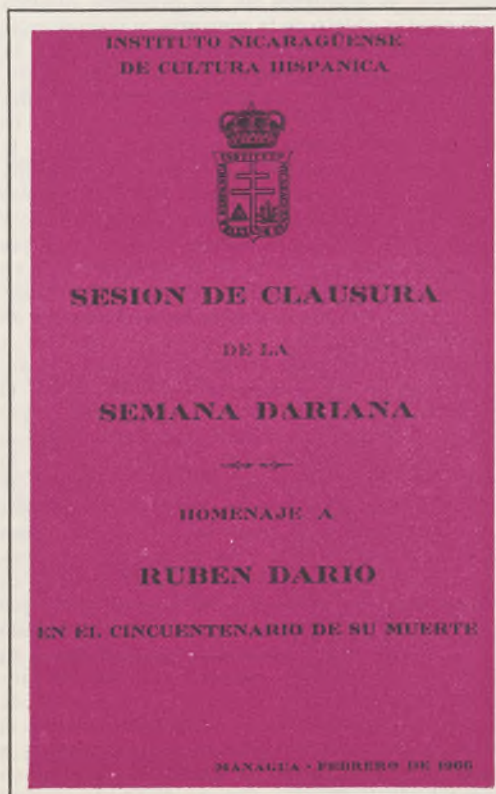 INSTITUTO NICARAGÜENSE
DE CULTURA HISPANICA
INSTITUTO
SESION DE CLAUSURA
DE LA
SEMANA DARIANA
HOMENAJE A
RUBEN DARIO
EN EL CINCUENTENARIO DE SU MUERTE
MANAGUA - FEBRERO DE 1966